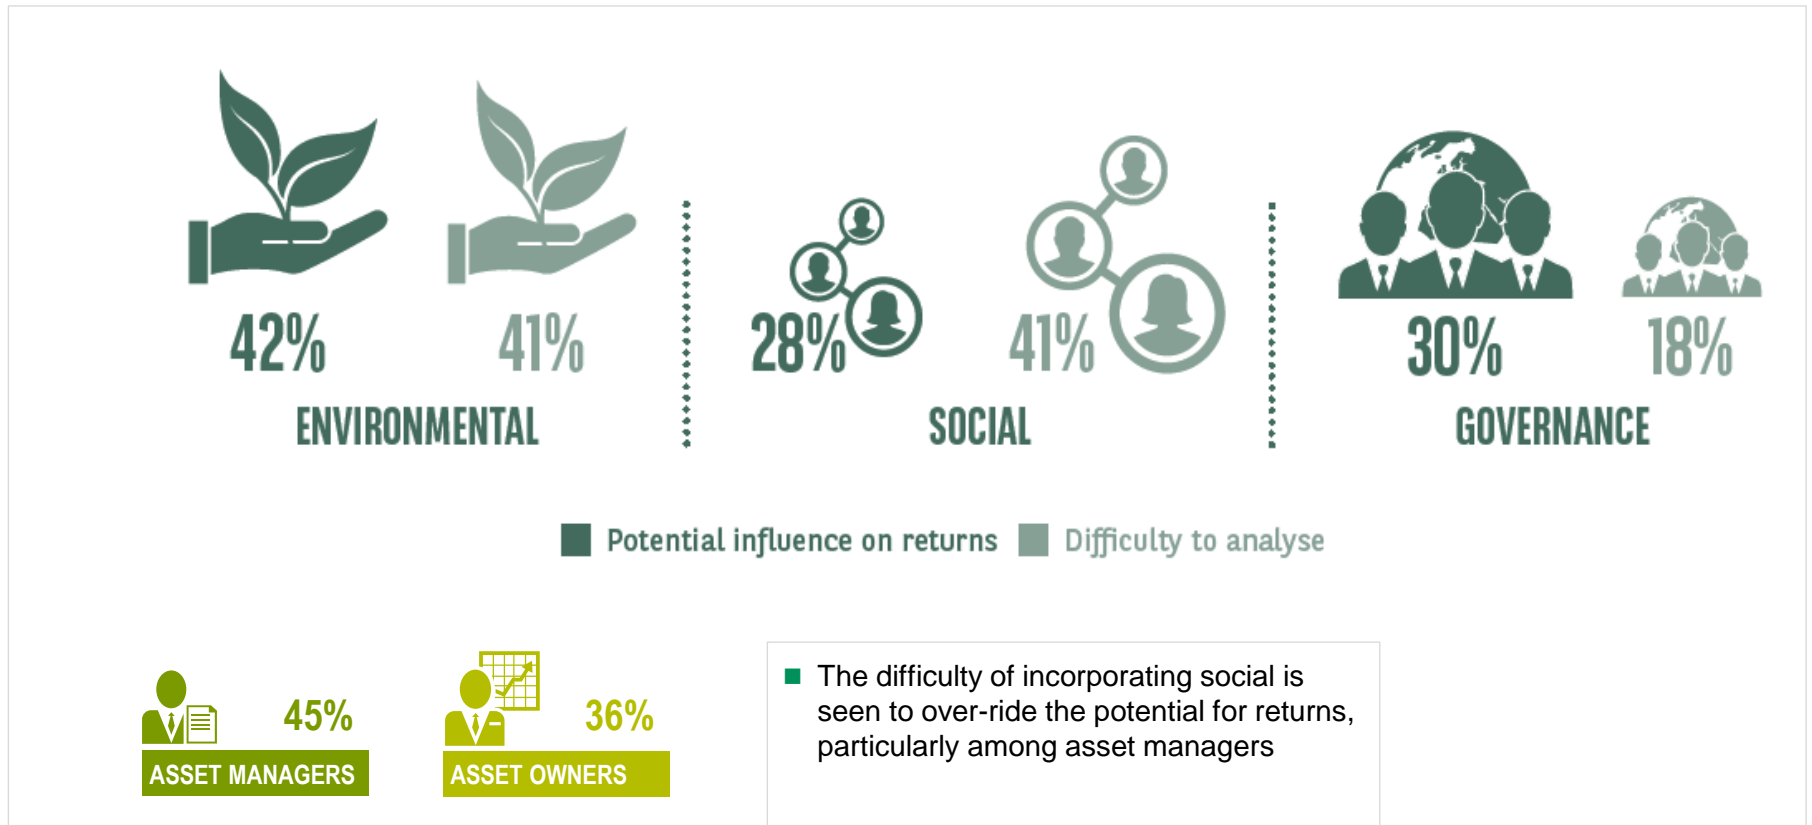 42%
41%
ENVIRONMENTAL
28%
41%
SOCIAL
30%
18%
GOVERNANCE
Potential influence on returns
Difficulty to analyse
45%
ASSET MANAGERS
36%
ASSET OWNERS
The difficulty of incorporating social is
seen to over-ride the potential for returns,
particularly among asset managers